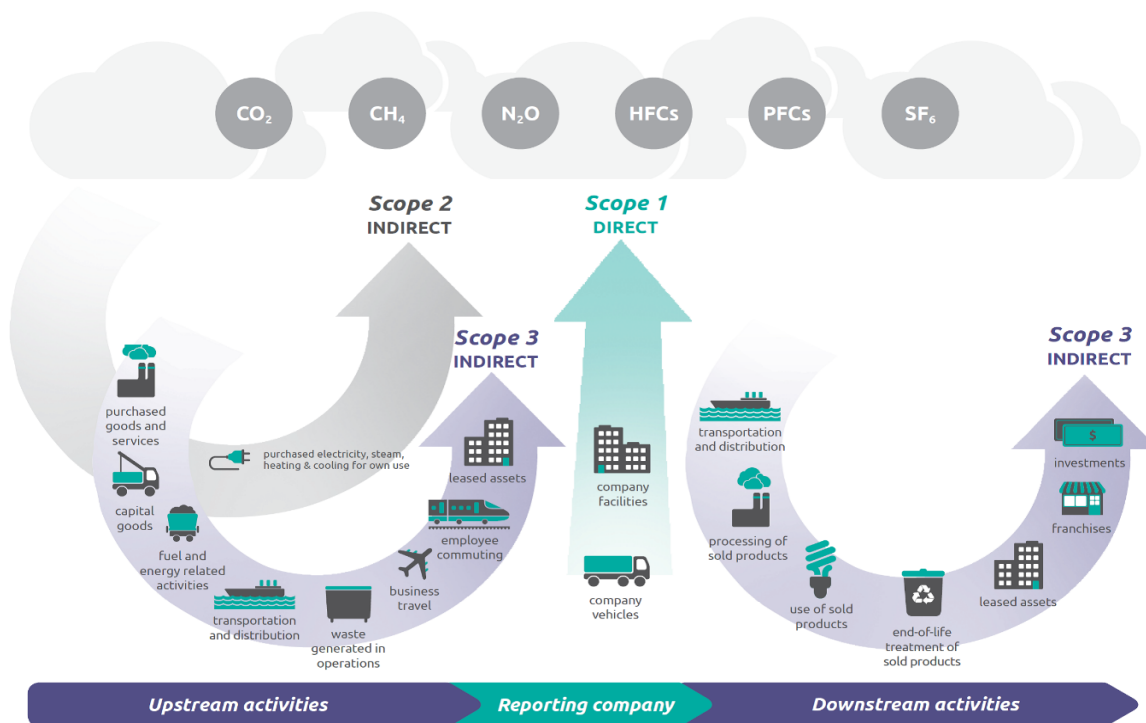 CO₂
CH₄
N₂O
HFCs
PFCs
SF₆
Scope 2
INDIRECT
Scope 1
DIRECT
Scope 3
INDIRECT
Scope 3
INDIRECT
purchased
goods and
services
capital
goods
fuel and
energy related
activities
transportation
and distribution
waste
generated in
operations
business
travel
employee
commuting
leased assets
purchased electricity, steam,
heating & cooling for own use
company
facilities
company
vehicles
transportation
and distribution
processing of
sold products
use of sold
products
end-of-life
treatment of
sold products
leased assets
franchises
$
investments
Upstream activities
Reporting company
Downstream activities